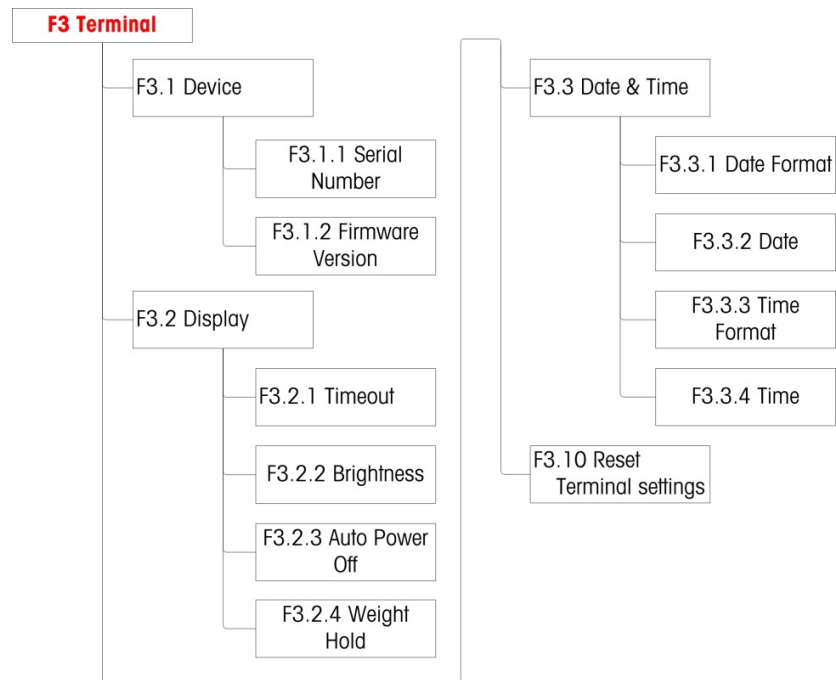 F3 Terminal
F3.1 Device
F3.1.1 Serial
Number
F3.1.2 Firmware
Version
F3.2 Display
F3.2.1 Timeout
F3.2.2 Brightness
F3.2.3 Auto Power
Off
F3.2.4 Weight
Hold
F3.3 Date & Time
F3.3.1 Date Format
F3.3.2 Date
F3.3.3 Time
Format
F3.3.4 Time
F3.10 Reset
Terminal settings